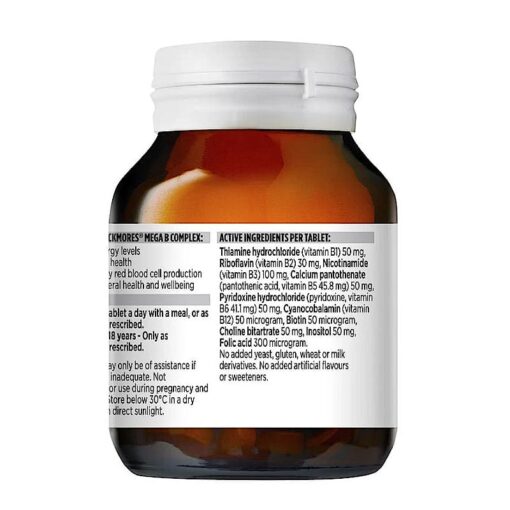 CKMORES® MEGA B COMPLEX:
rgy levels
health
y red blood cell production
eral health and wellbeing
ablet a day with a meal, or as
rescribed.
18 years - Only as
rescribed.
ay only be of assistance if
inadequate. Not
or use during pregnancy and
Store below 30°C in a dry
direct sunlight.
ACTIVE INGREDIENTS PER TABLET:
Thiamine hydrochloride (vitamin B1) 50 mg,
Riboflavin (vitamin B2) 30 mg, Nicotinamide
(vitamin B3) 100 mg, Calcium pantothenate
(pantothenic acid, vitamin B5 45.8 mg) 50 mg,
Pyridoxine hydrochloride (pyridoxine, vitamin
B6 41.1 mg) 50 mg, Cyanocobalamin (vitamin
B12) 50 microgram, Biotin 50 microgram,
Choline bitartrate 50 mg, Inositol 50 mg,
Folic acid 300 microgram.
No added yeast, gluten, wheat or milk
derivatives. No added artificial flavours
or sweeteners.